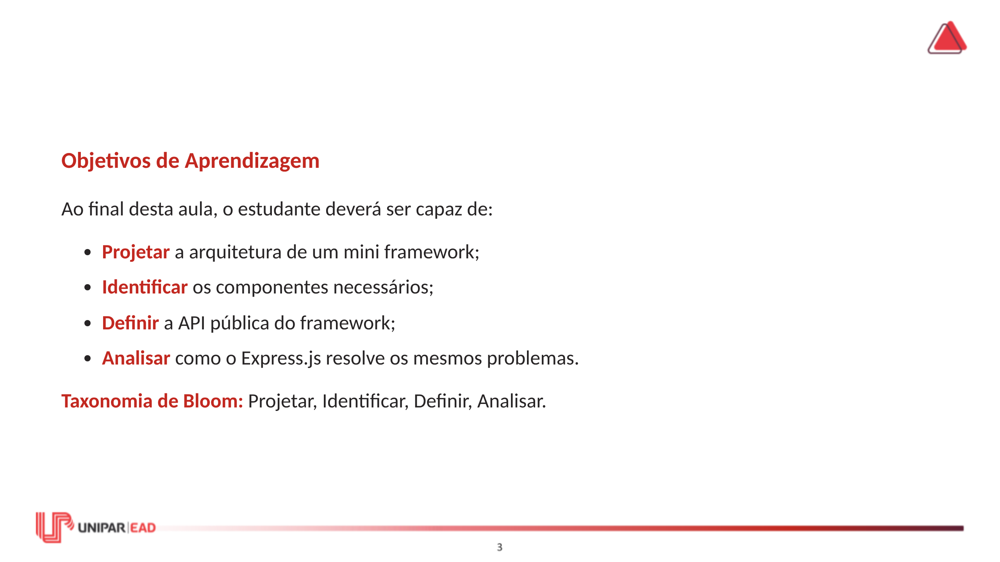 Objetivos de Aprendizagem
Ao final desta aula, o estudante deverá ser capaz de:
• Projetar a arquitetura de um mini framework;
• Identificar os componentes necessários;
• Definir a API pública do framework;
• Analisar como o Express.js resolve os mesmos problemas.
Taxonomia de Bloom: Projetar, Identificar, Definir, Analisar.
UNIPAR|EAD
3